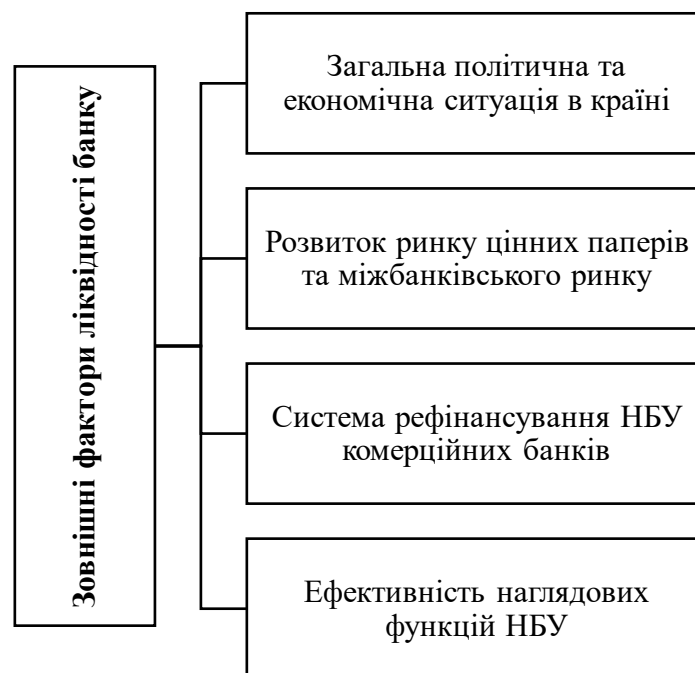 Зовнішні фактори ліквідності банку
Загальна політична та
економічна ситуація в країні
Розвиток ринку цінних паперів
та міжбанківського ринку
Система рефінансування НБУ
комерційних банків
Ефективність наглядових
функцій НБУ